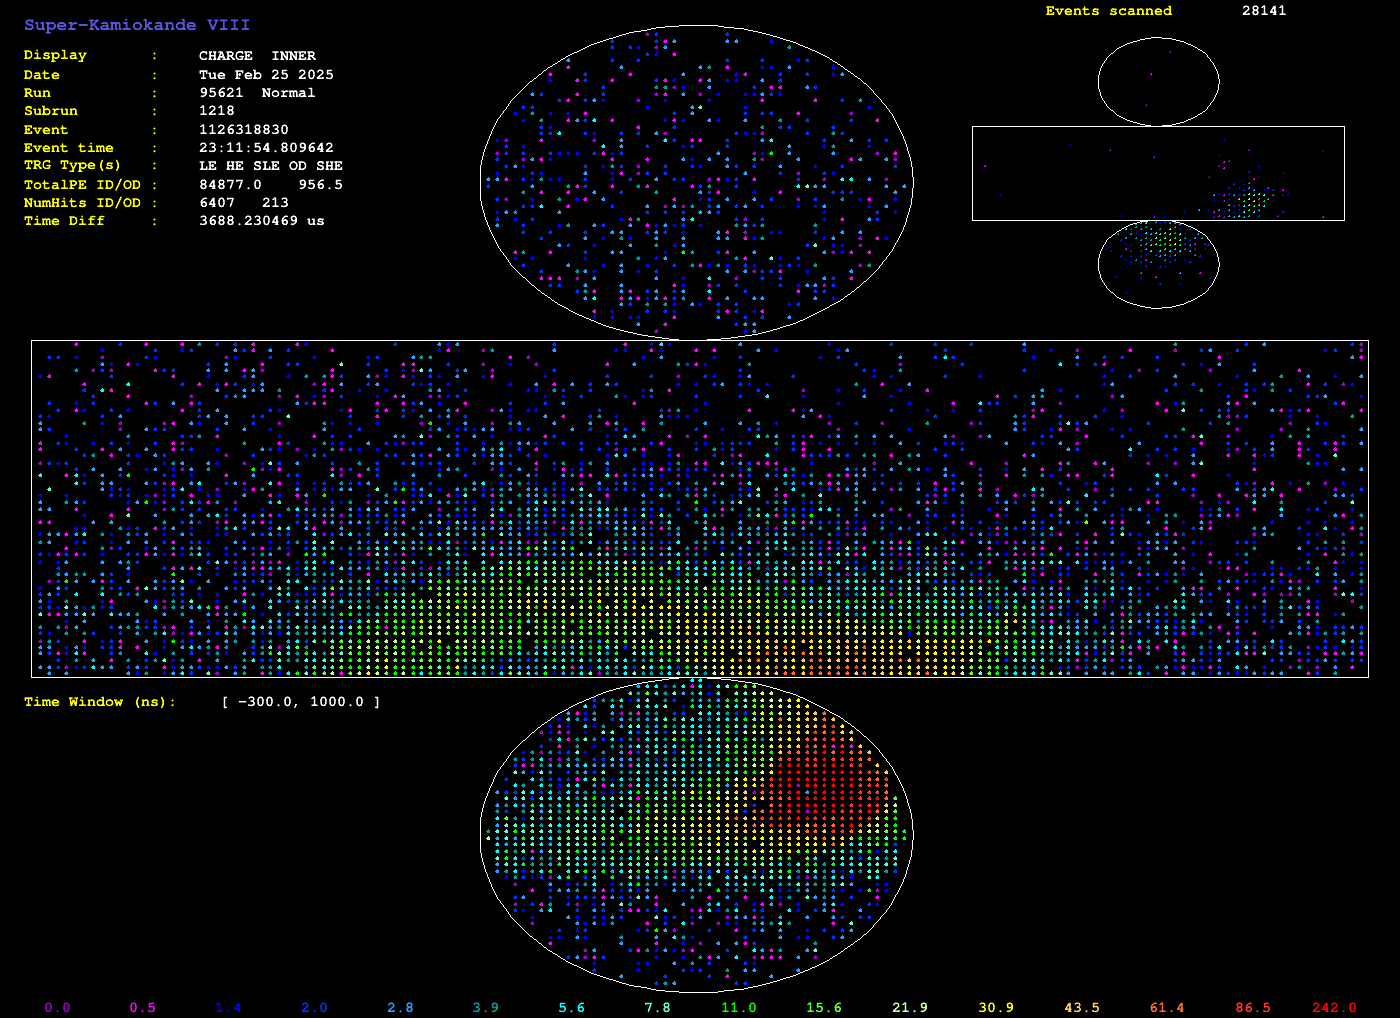 Super-Kamiokande VIII
Display : CHARGE INNER
Date : Tue Feb 25 2025
Run : 95621 Normal
Subrun : 1218
Event : 1126318830
Event time : 23:11:54.809642
TRG Type(s) : LE HE SLE OD SHE
TotalPE ID/OD : 84877.0 956.5
NumHits ID/OD : 6407 213
Time Diff : 3688.230469 us
Events scanned 28141
Time Window (ns): [ -300.0, 1000.0 ]
0.0 0.5 1.4 2.0 2.8 3.9 5.6 7.8 11.0 15.6 21.9 30.9 43.5 61.4 86.5 242.0